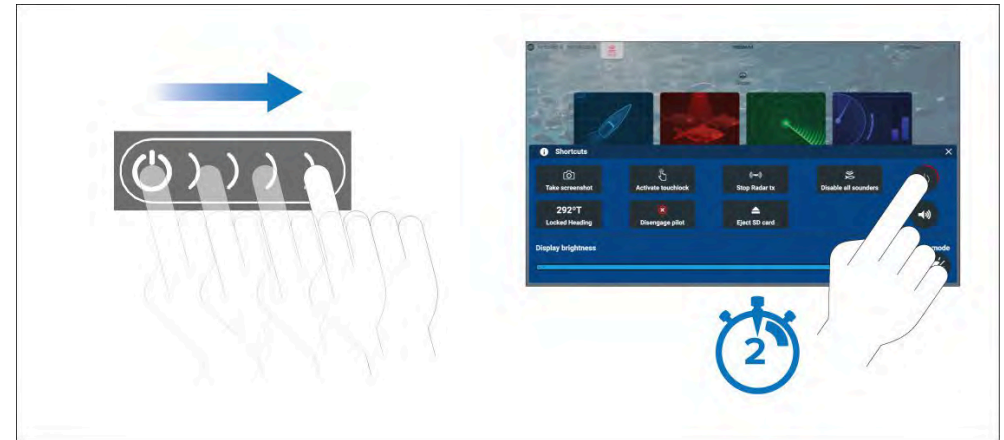 Shortcuts
Take screenshot
Activate touchlock
Stop Radar tx
Disable all sounders
292°T
Locked Heading
Disengage pilot
Eject SD card
Display brightness
mode
2